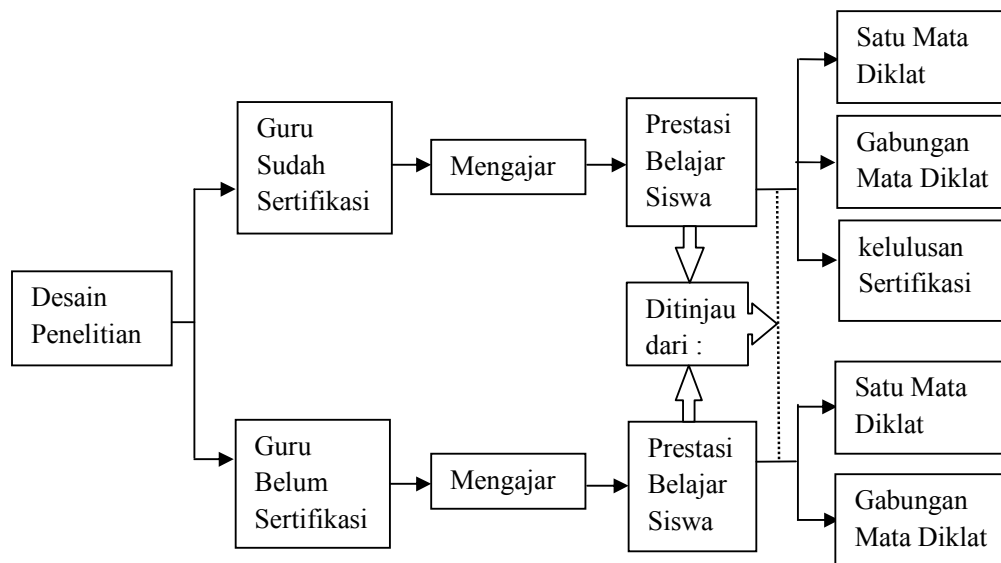 Desain
Penelitian
Guru
Sudah
Sertifikasi
Mengajar
Prestasi
Belajar
Siswa
Satu Mata
Diklat
Gabungan
Mata Diklat
kelulusan
Sertifikasi
Ditinjau
dari :
Guru
Belum
Sertifikasi
Mengajar
Prestasi
Belajar
Siswa
Satu Mata
Diklat
Gabungan
Mata Diklat